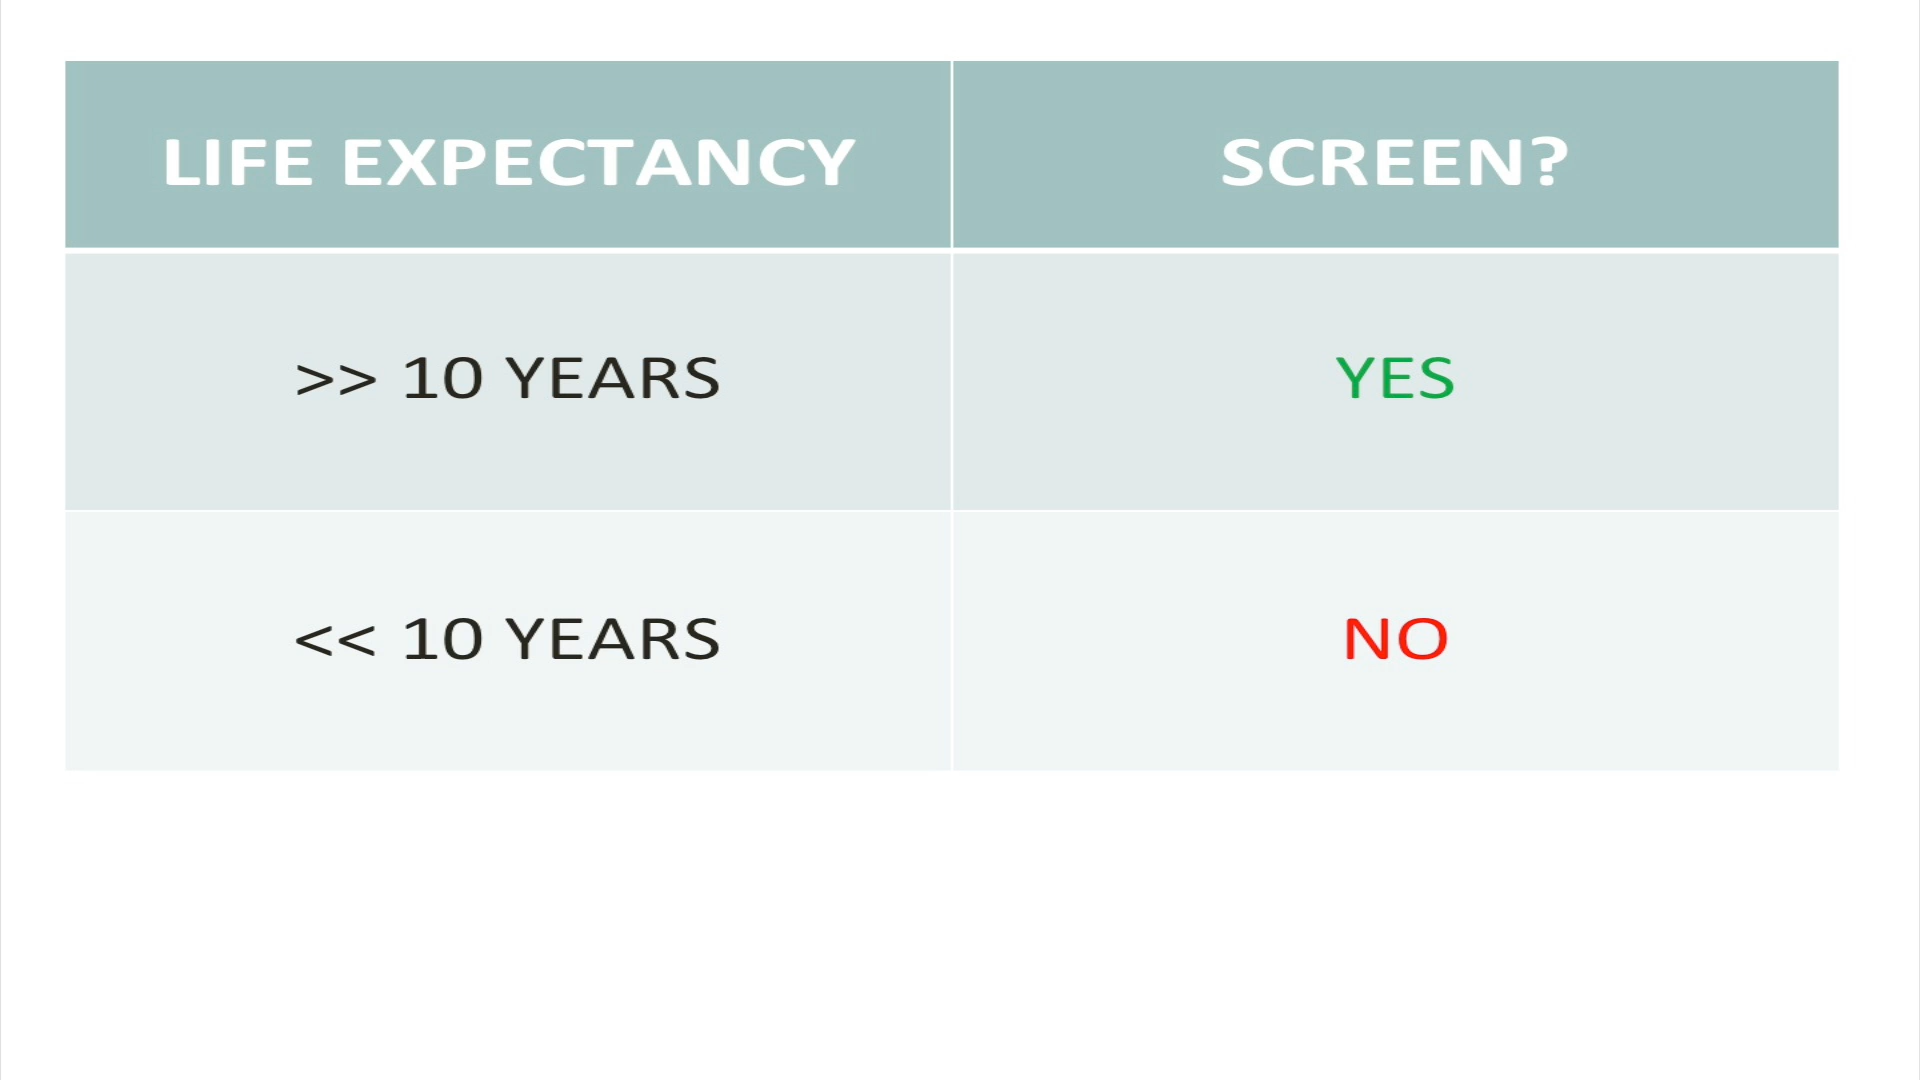 LIFE EXPECTANCY SCREEN?
>> 10 YEARS YES
<< 10 YEARS NO